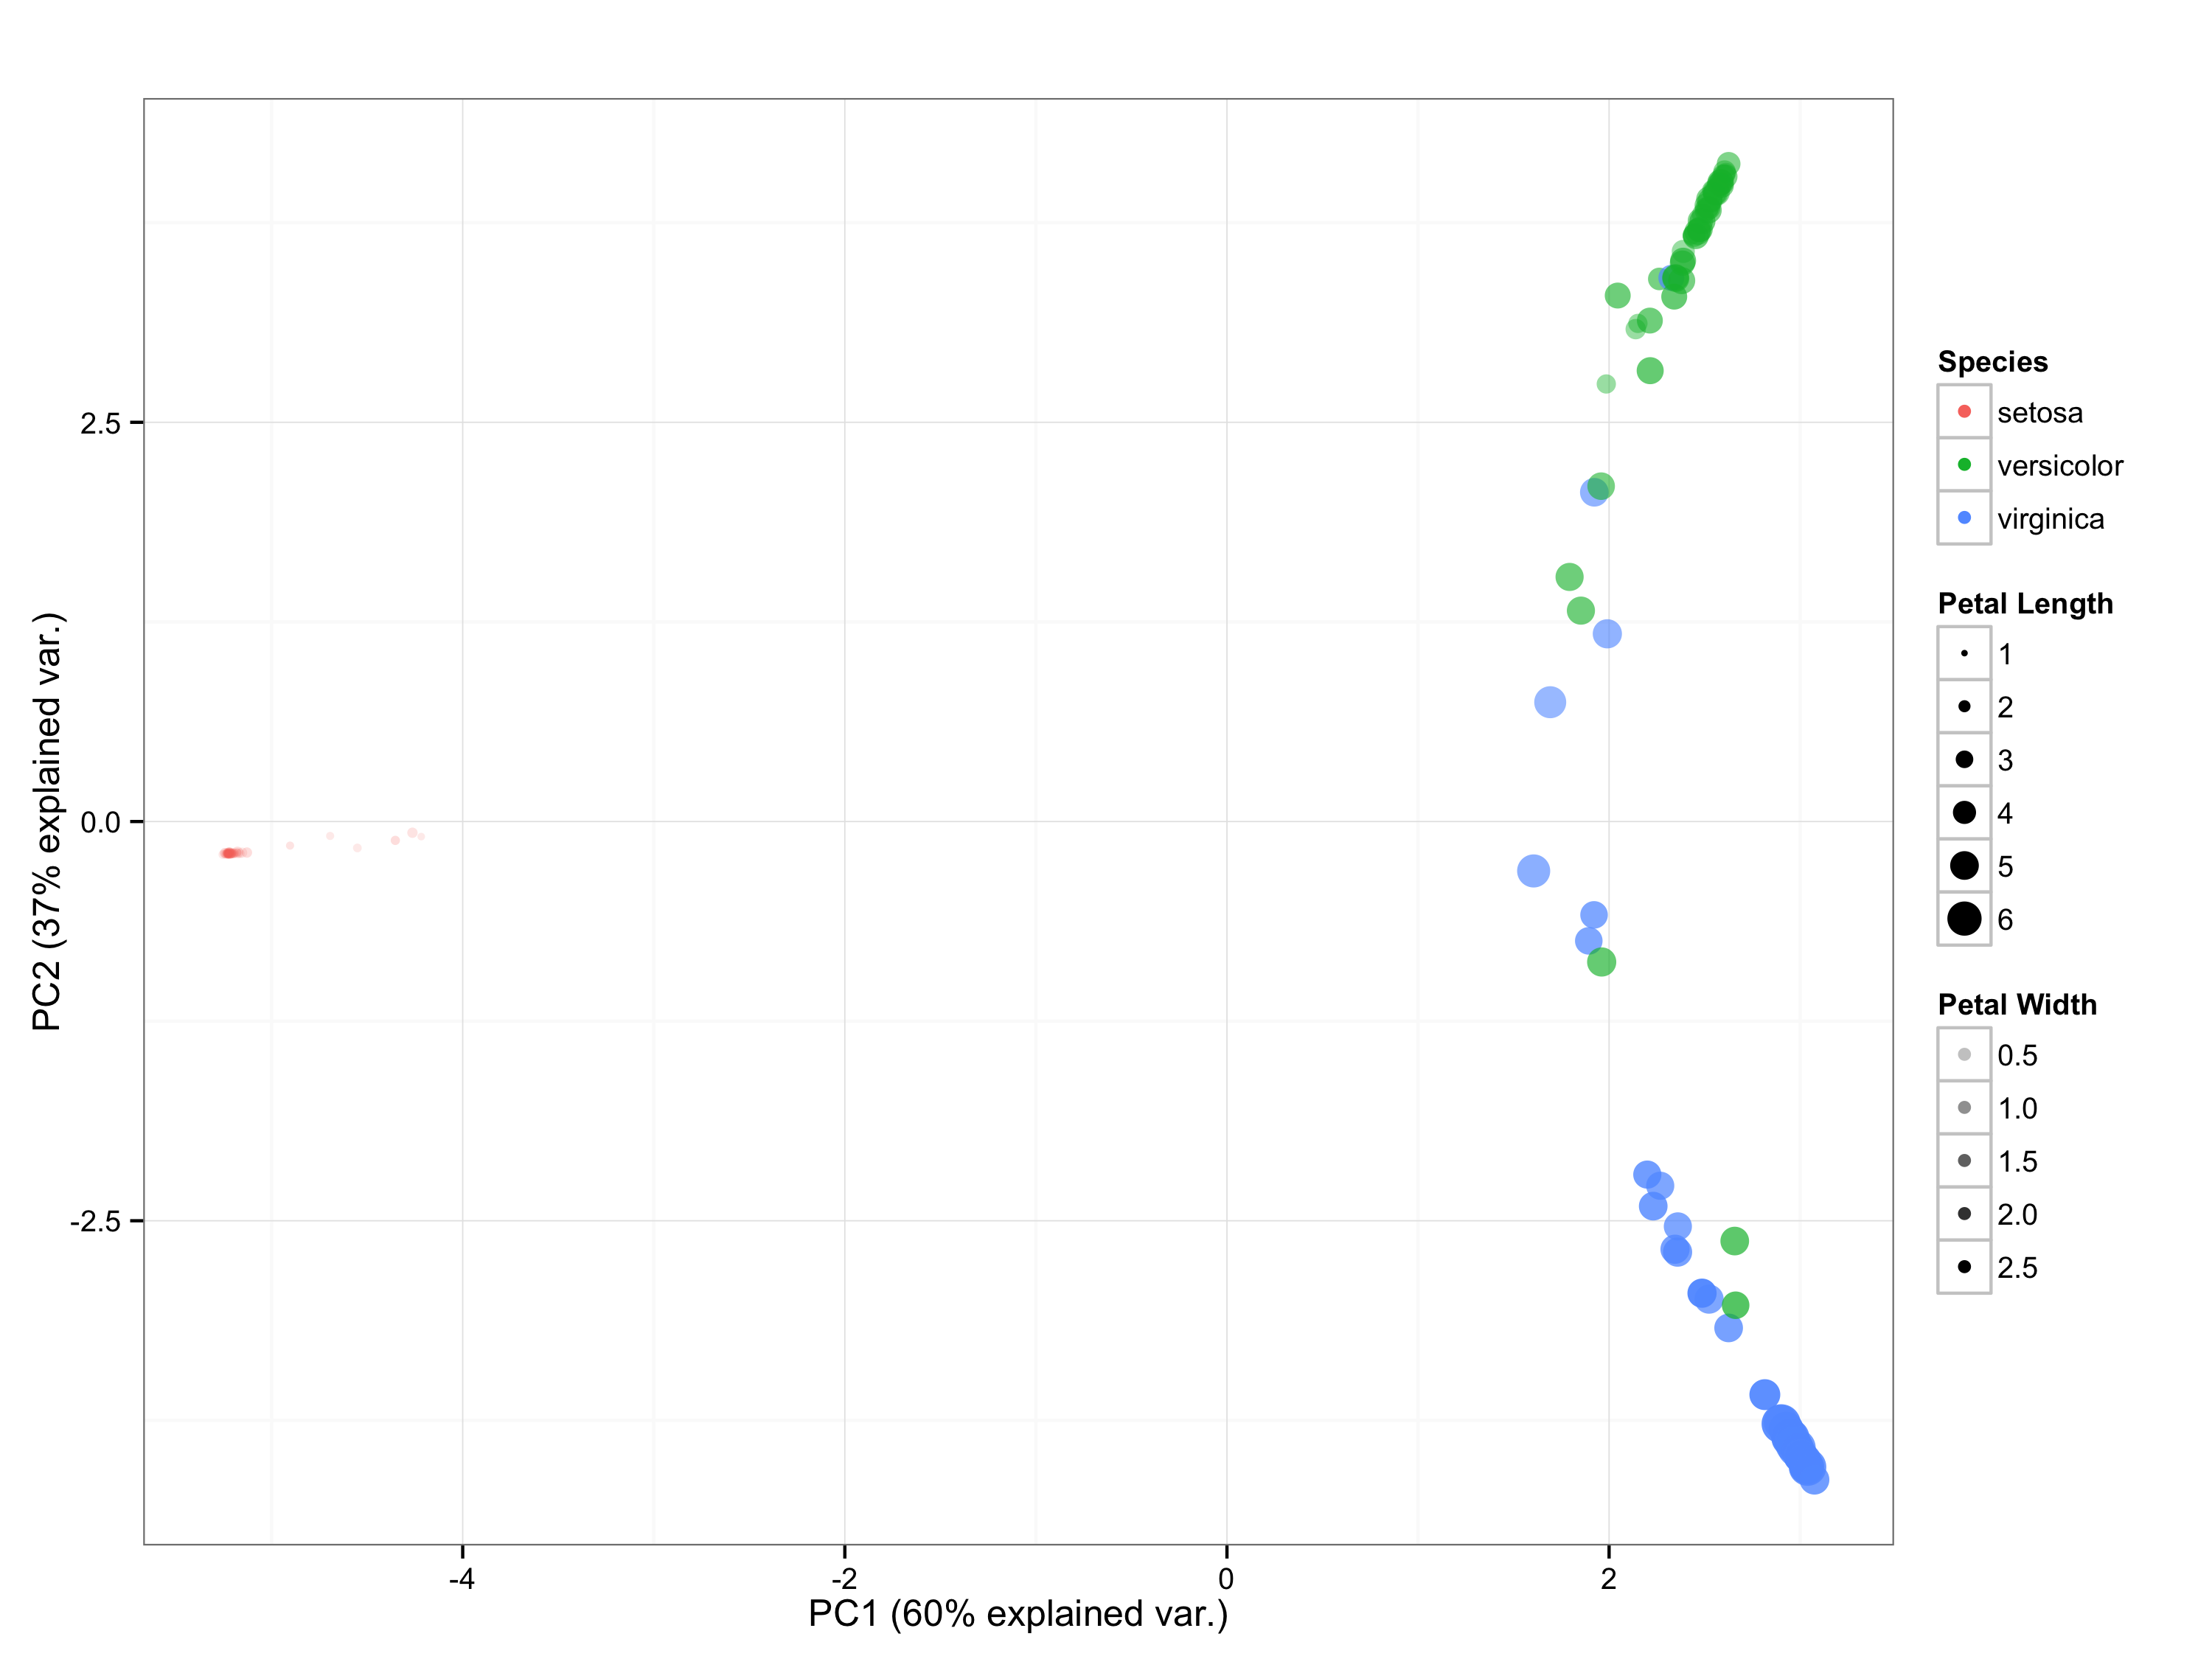 2.5
0.0
-2.5
PC2 (37% explained var.)
-4
-2
0
2
PC1 (60% explained var.)
Species
setosa
versicolor
virginica
Petal Length
1
2
3
4
5
6
Petal Width
0.5
1.0
1.5
2.0
2.5